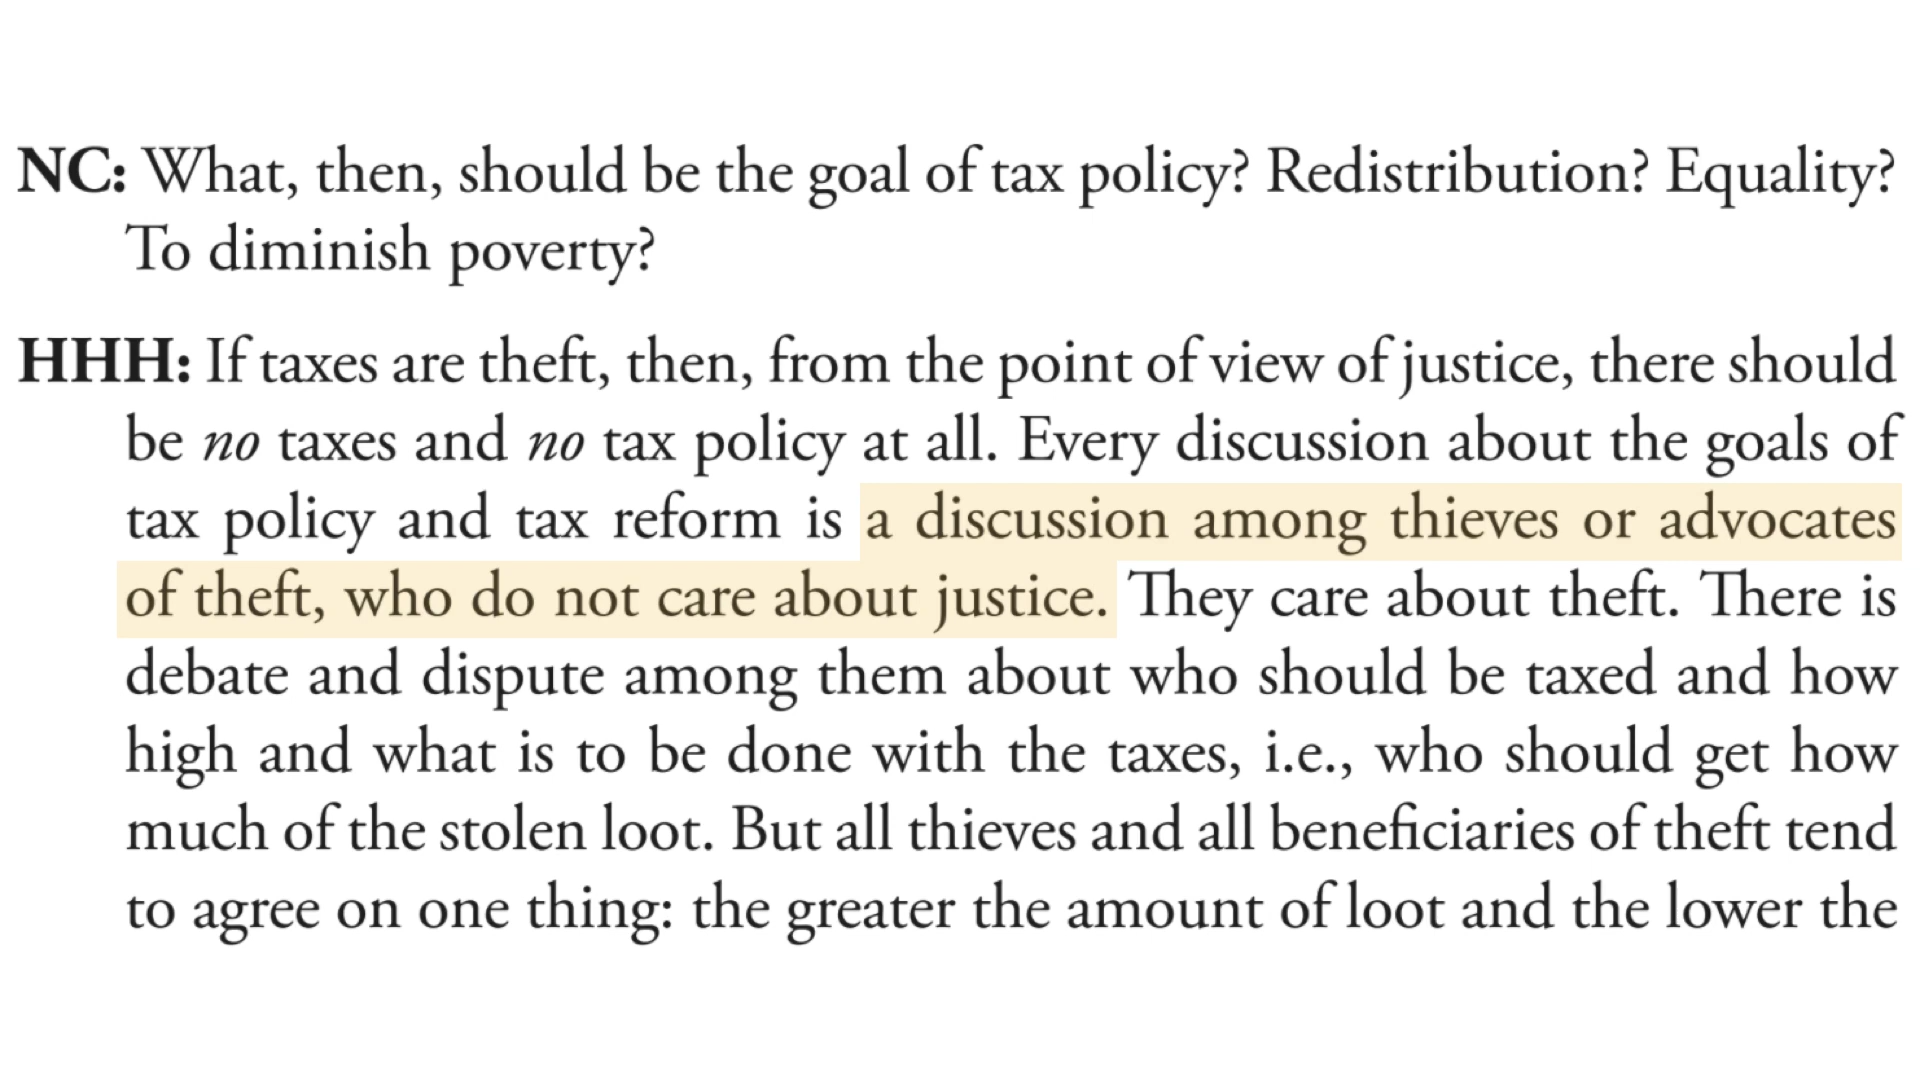 NC: What, then, should be the goal of tax policy? Redistribution? Equality?
To diminish poverty?
HHH: If taxes are theft, then, from the point of view of justice, there should
be no taxes and no tax policy at all. Every discussion about the goals of
tax policy and tax reform is a discussion among thieves or advocates
of theft, who do not care about justice. They care about theft. There is
debate and dispute among them about who should be taxed and how
high and what is to be done with the taxes, i.e., who should get how
much of the stolen loot. But all thieves and all beneficiaries of theft tend
to agree on one thing: the greater the amount of loot and the lower the